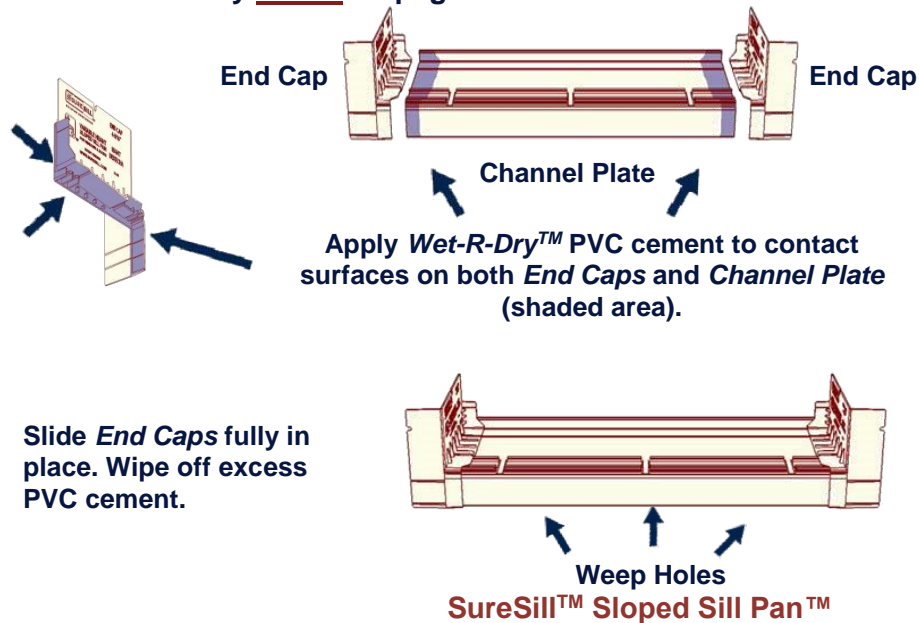 End Cap
End Cap
Channel Plate
Apply Wet-R-Dry™ PVC cement to contact
surfaces on both End Caps and Channel Plate
(shaded area).
Slide End Caps fully in
place. Wipe off excess
PVC cement.
Weep Holes
SureSill™ Sloped Sill Pan™